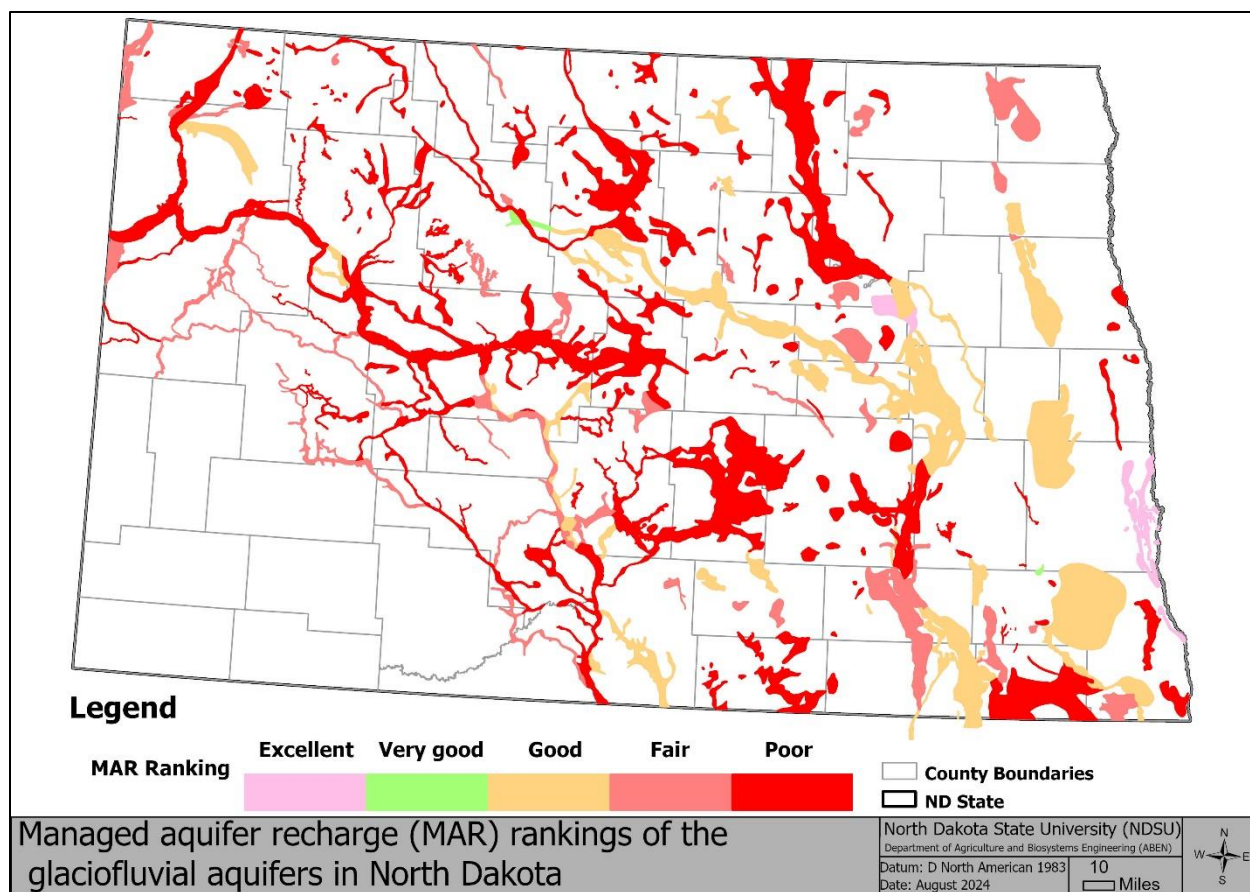 Legend
Excellent Very good Good Fair Poor
MAR Ranking
County Boundaries
ND State
Managed aquifer recharge (MAR) rankings of the
glaciofluvial aquifers in North Dakota
North Dakota State University (NDSU)
Department of Agriculture and Biosystems Engineering (ABEN)
Datum: D North American 1983
Date: August 2024
10
Miles
N
W E
S